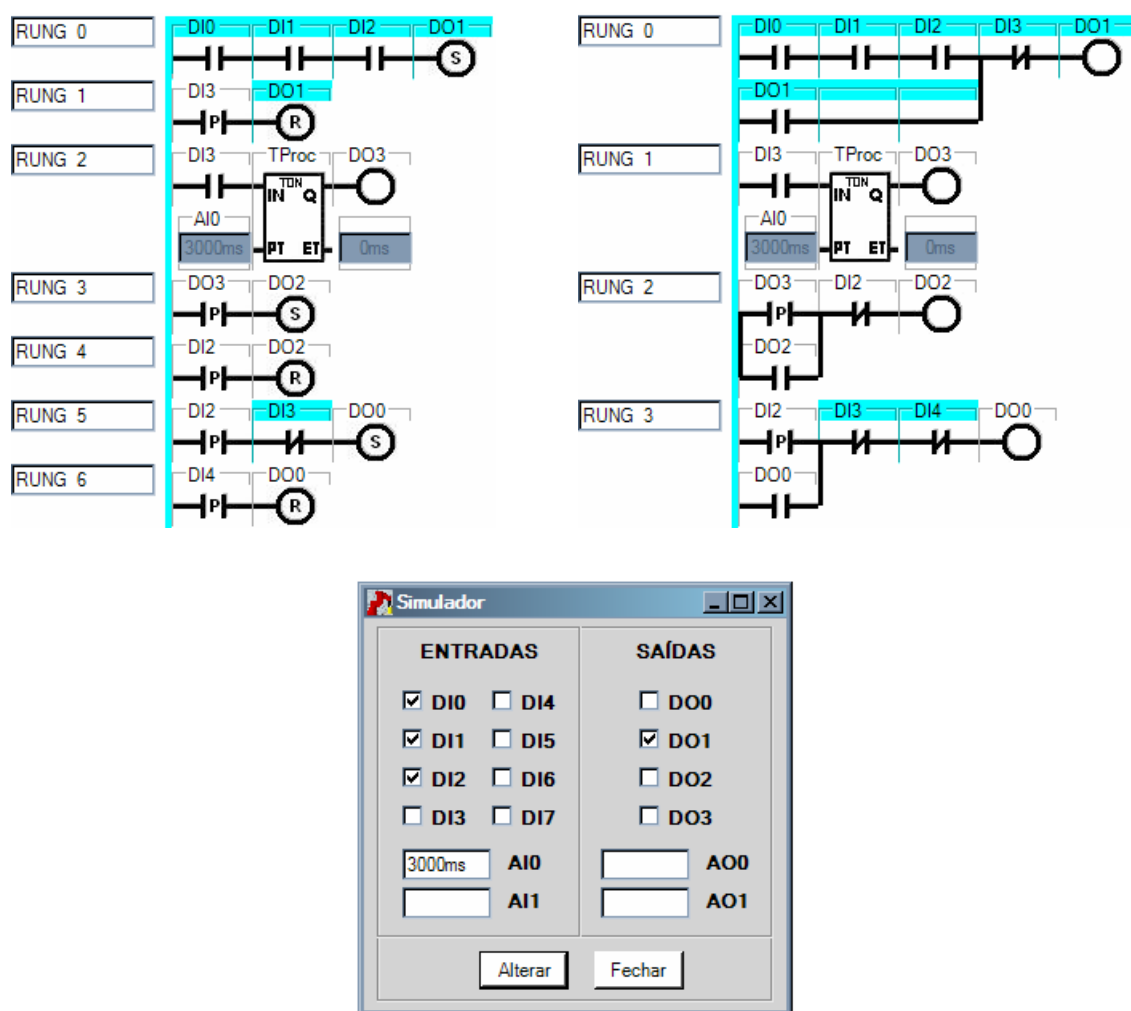 RUNG 0
DI0 DI1 DI2 DO1
S
RUNG 1
DI3 DO1
P R
RUNG 2
DI3 TProc DO3
TON
IN Q
AI0
3000ms PT ET 0ms
RUNG 3
DO3 DO2
P S
RUNG 4
DI2 DO2
P R
RUNG 5
DI2 DI3 DO0
P S
RUNG 6
DI4 DO0
P R
RUNG 0
DI0 DI1 DI2 DI3 DO1
DO1
RUNG 1
DI3 TProc DO3
TON
IN Q
AI0
3000ms PT ET 0ms
RUNG 2
DO3 DI2 DO2
P
DO2
RUNG 3
DI2 DI3 DI4 DO0
P
DO0
Simulador
ENTRADAS SAÍDAS
DI0 DI4 DO0
DI1 DI5 DO1
DI2 DI6 DO2
DI3 DI7 DO3
3000ms AI0 AO0
AI1 AO1
Alterar Fechar